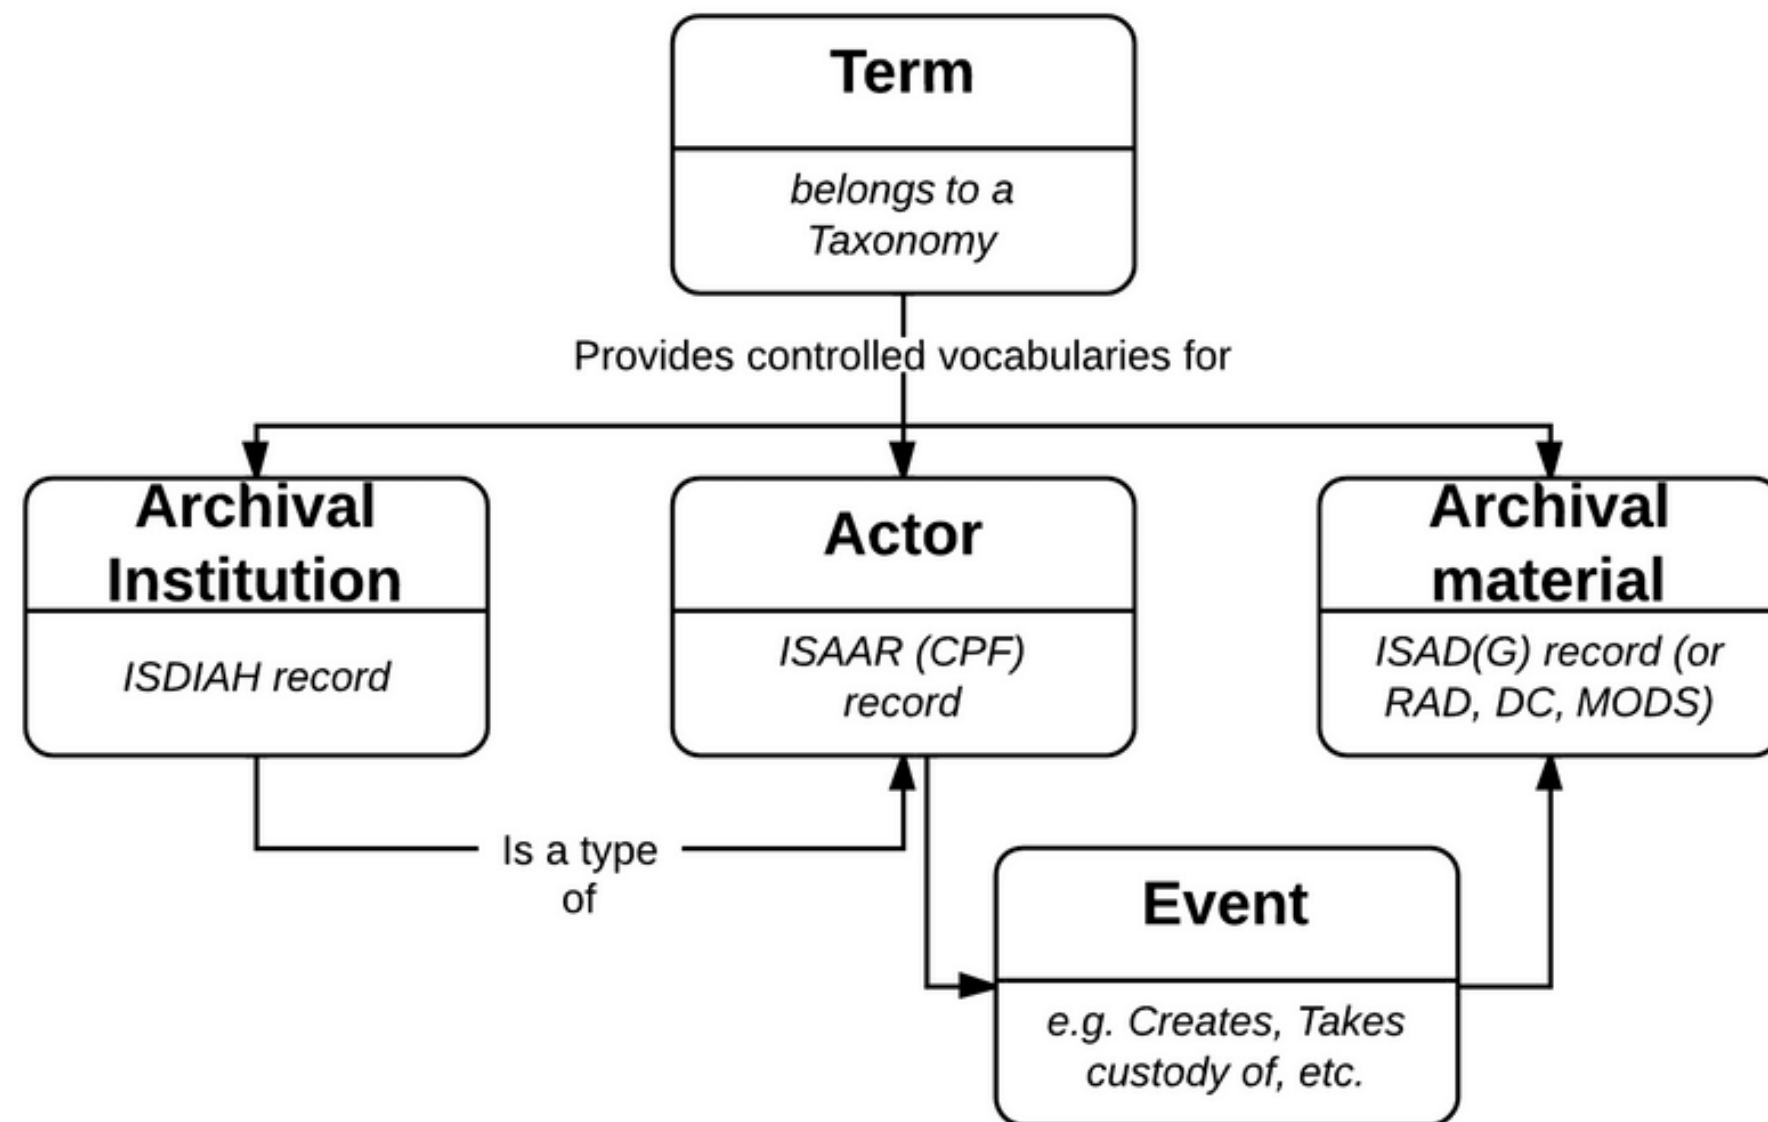 Term
belongs to a
Taxonomy
Provides controlled vocabularies for
Archival
Institution
ISDIAH record
Actor
ISAAR (CPF)
record
Archival
material
ISAD(G) record (or
RAD, DC, MODS)
Is a type
of
Event
e.g. Creates, Takes
custody of, etc.